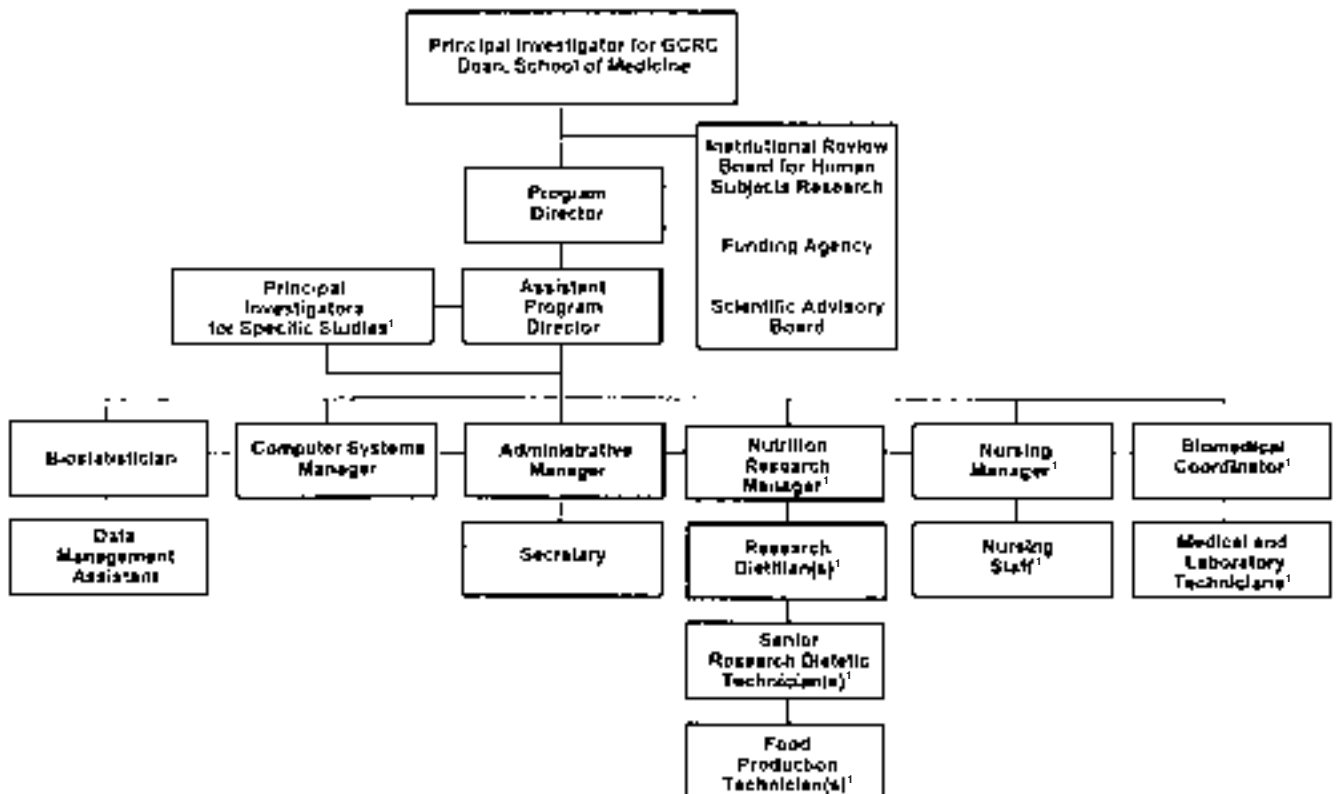 Principal Investigator for GCRC
Dean, School of Medicine
Institutional Review
Board for Human
Subjects Research
Funding Agency
Scientific Advisory
Board
Program
Director
Principal
Investigators
for Specific Studies¹
Assistant
Program
Director
Biostatistician
Computer Systems
Manager
Administrative
Manager
Nutrition
Research
Manager¹
Nursing
Manager¹
Biomedical
Coordinator¹
Data
Management
Assistant
Secretary
Research
Dietitian(s)¹
Nursing
Staff¹
Medical and
Laboratory
Technicians¹
Senior
Research Dietetic
Technician(s)¹
Food
Production
Technician(s)¹